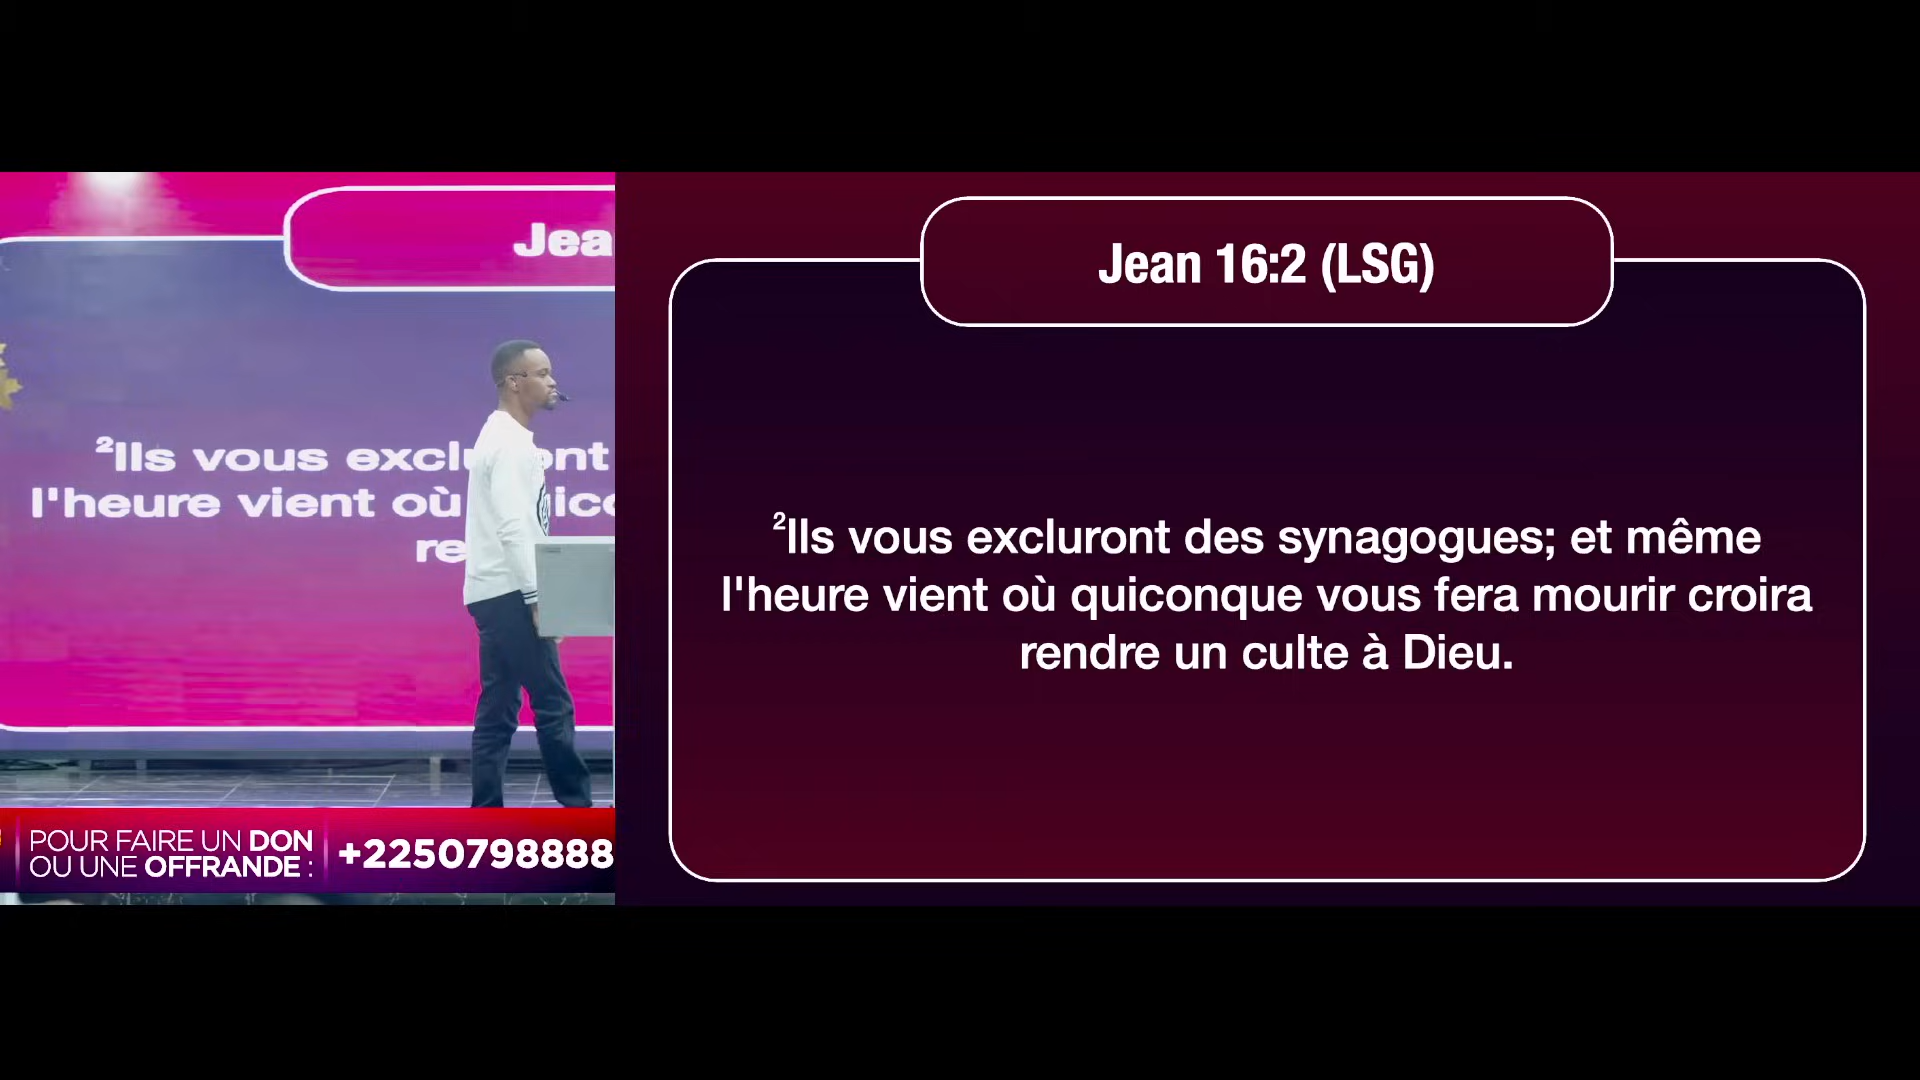 Jea
²Ils vous excl ont
l'heure vient où
re
POUR FAIRE UN DON
OU UNE OFFRANDE :
+2250798888
Jean 16:2 (LSG)
²Ils vous excluront des synagogues; et même
l'heure vient où quiconque vous fera mourir croira
rendre un culte à Dieu.